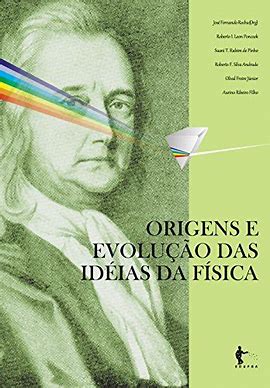 José Fernando Rocha(Org)
Roberto I. Leon Ponczek
Suani T. Rubim de Pinho
Roberto F. Silva Andrade
Olival Freire Júnior
Aurino Ribeiro Filho
ORIGENS E
EVOLUÇÃO DAS
IDÉIAS DA FÍSICA
EDUFBA